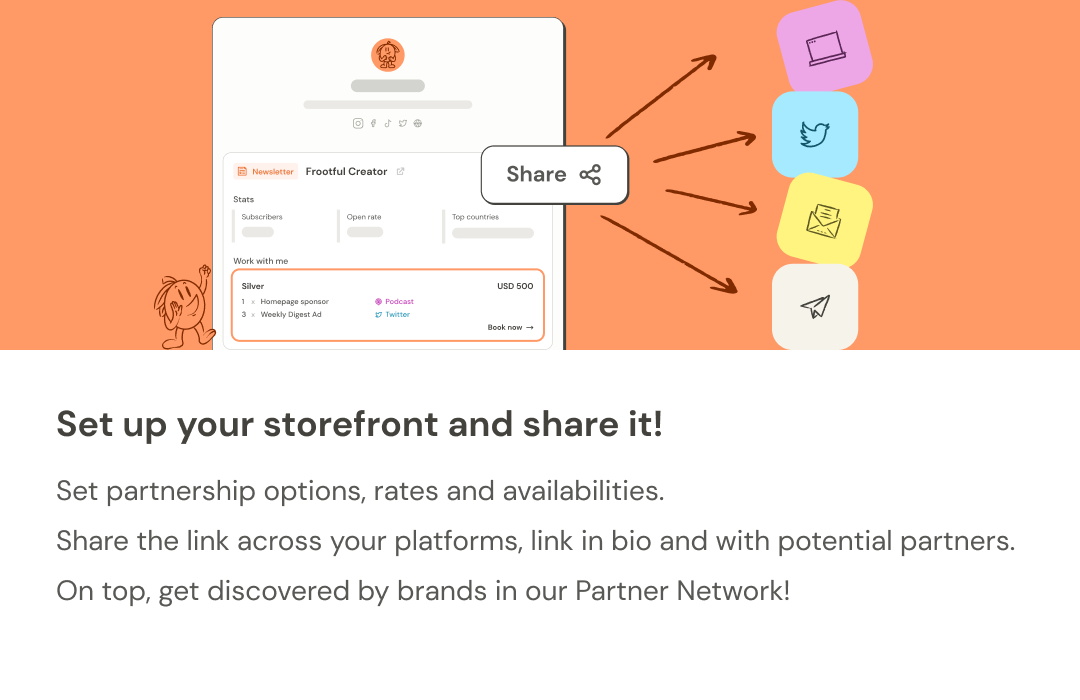 Share
Newsletter Frootful Creator
Stats
Subscribers Open rate Top countries
Work with me
Silver USD 500
1 x Homepage sponsor Podcast
3 x Weekly Digest Ad Twitter
Book now →
Set up your storefront and share it!
Set partnership options, rates and availabilities.
Share the link across your platforms, link in bio and with potential partners.
On top, get discovered by brands in our Partner Network!